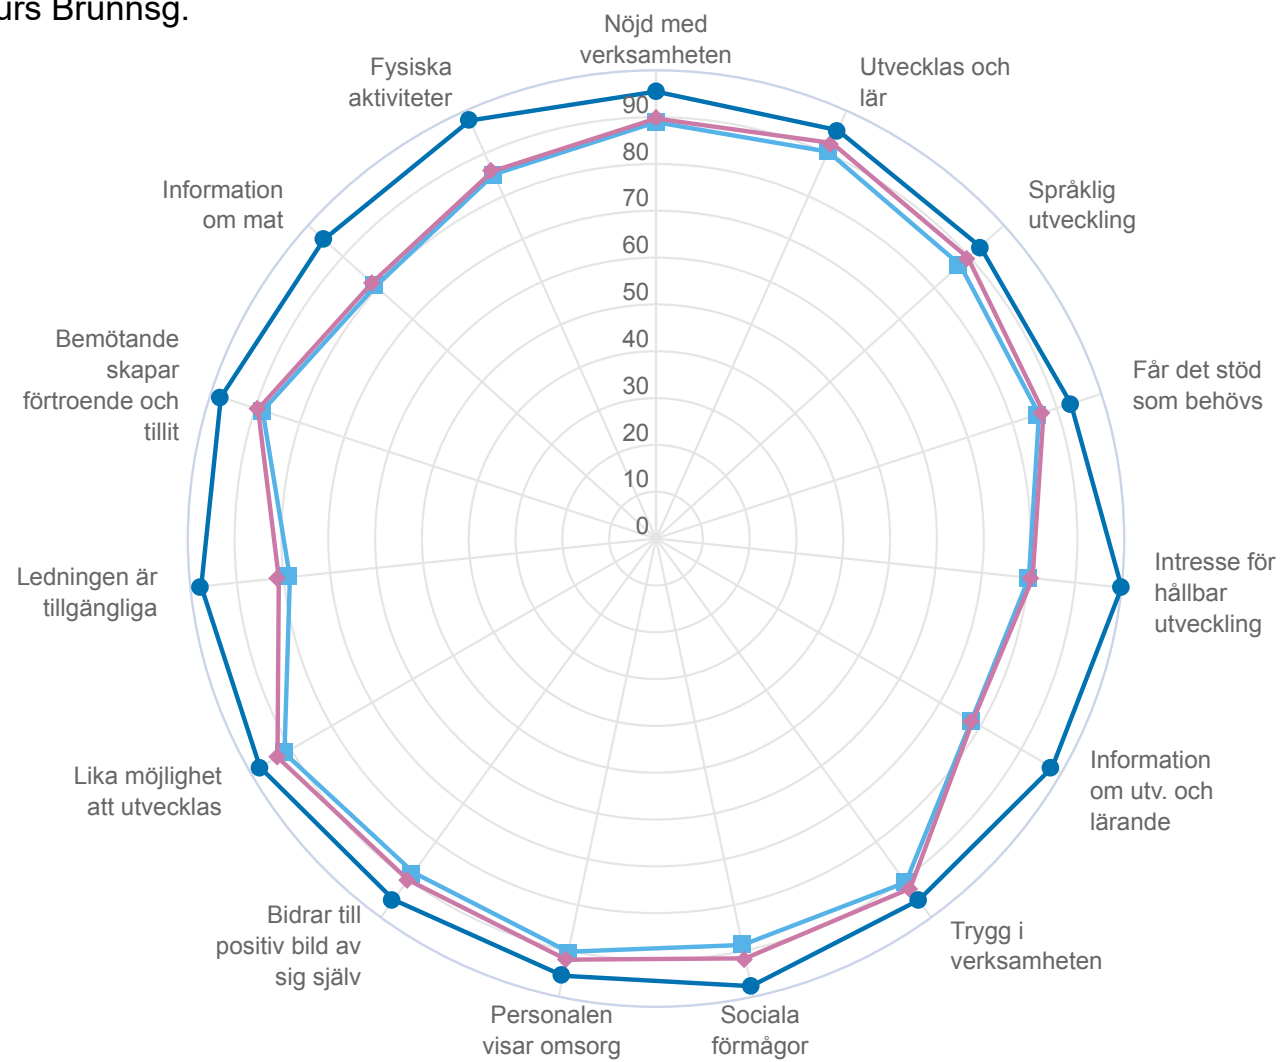 urs Brunnsg.
Nöjd med
verksamheten
Utvecklas och
lär
Språklig
utveckling
Får det stöd
som behövs
Intresse för
hållbar
utveckling
Information
om utv. och
lärande
Trygg i
verksamheten
Sociala
förmågor
Personalen
visar omsorg
Bidrar till
positiv bild av
sig själv
Lika möjlighet
att utvecklas
Ledningen är
tillgängliga
Bemötande
skapar
förtroende och
tillit
Information
om mat
Fysiska
aktiviteter
90
80
70
60
50
40
30
20
10
0